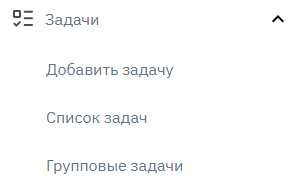 Задачи
Добавить задачу
Список задач
Групповые задачи